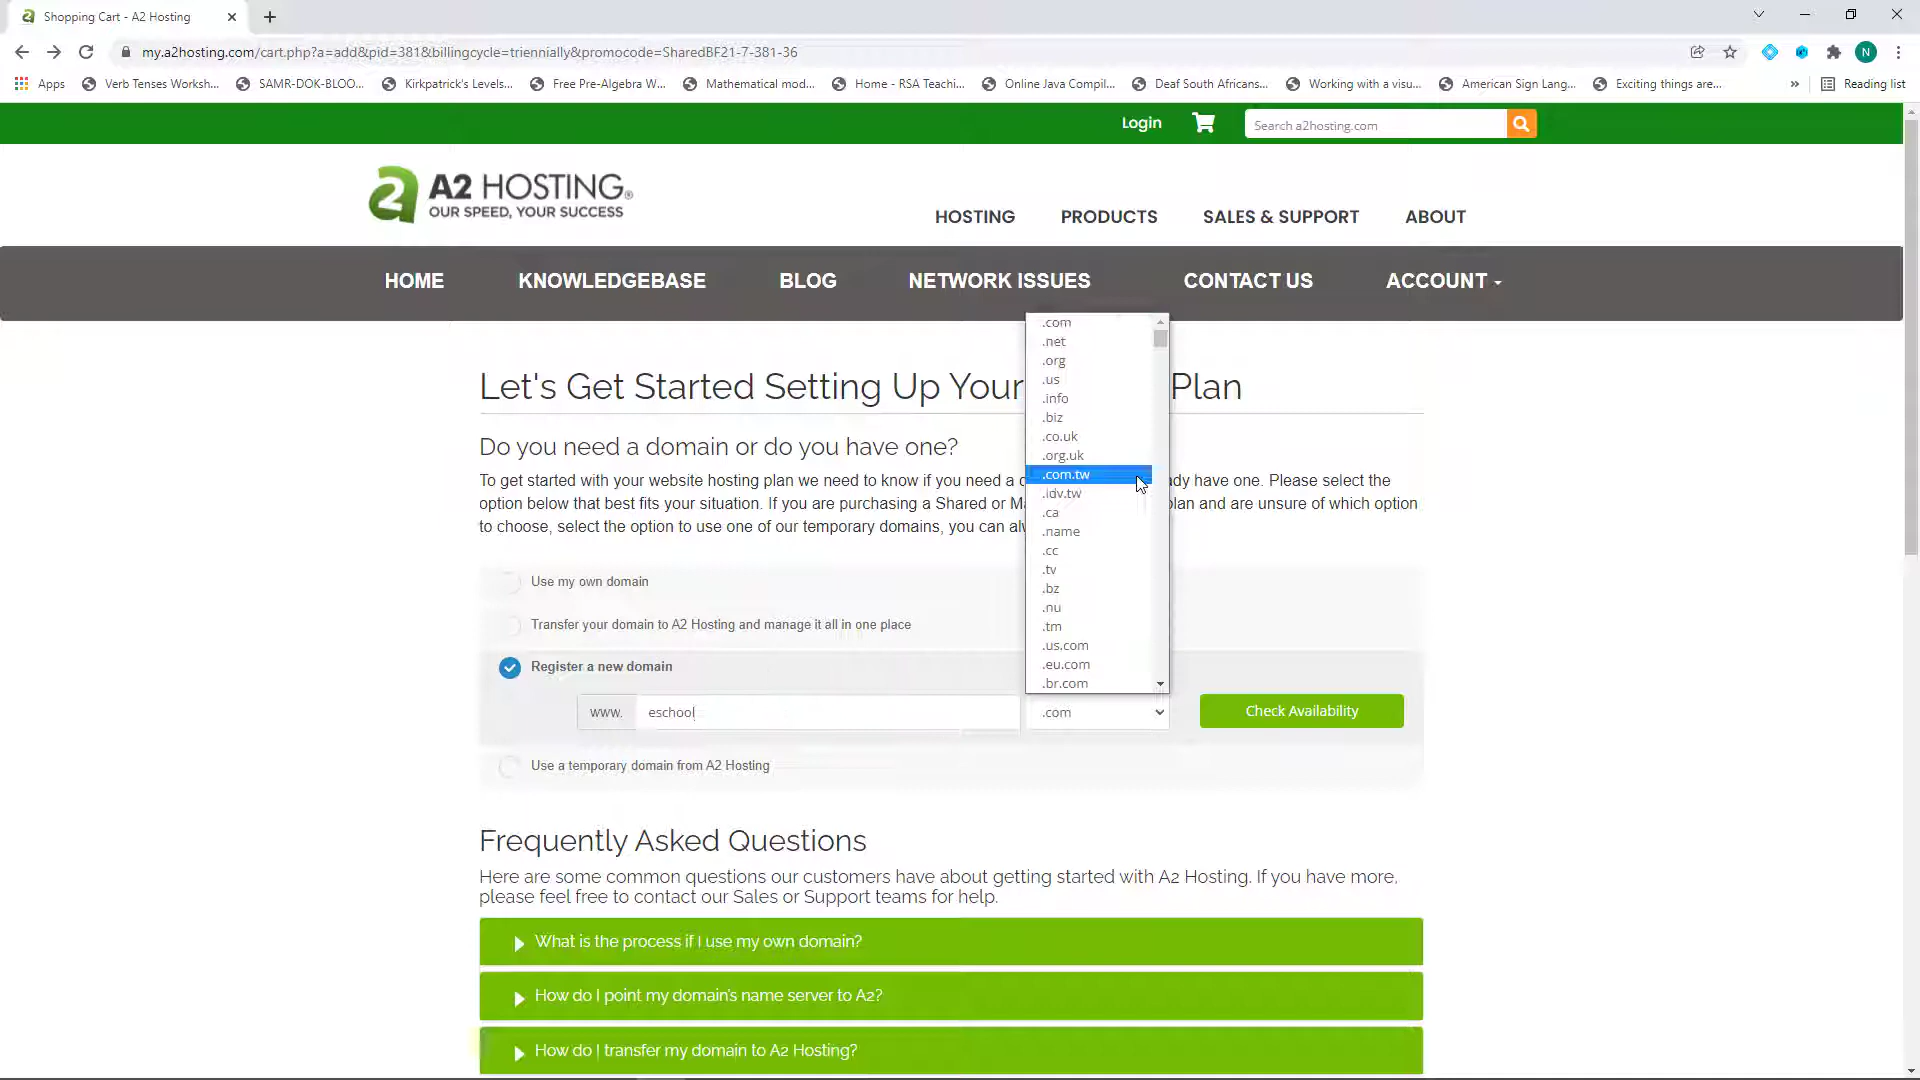 Shopping Cart - A2 Hosting
my.a2hosting.com/cart.php?a=add&pid=381&billingcycle=triennially&promocode=SharedBF21-7-381-36
N
Apps
Verb Tenses Worksh...
SAMR-DOK-BLOO...
Kirkpatrick's Levels...
Free Pre-Algebra W...
Mathematical mod...
Home - RSA Teachi...
Online Java Compil...
Deaf South Africans...
Working with a visu...
American Sign Lang...
Exciting things are...
»
Reading list
Login
Search a2hosting.com
A2 HOSTING®
OUR SPEED, YOUR SUCCESS
HOSTING
PRODUCTS
SALES & SUPPORT
ABOUT
HOME
KNOWLEDGEBASE
BLOG
NETWORK ISSUES
CONTACT US
ACCOUNT
Let's Get Started Setting Up Your Plan
Do you need a domain or do you have one?
To get started with your website hosting plan we need to know if you need a ady have one. Please select the
option below that best fits your situation. If you are purchasing a Shared or plan and are unsure of which option
to choose, select the option to use one of our temporary domains, you can
.com
.net
.org
.us
.info
.biz
.co.uk
.org.uk
.com.tw
.idv.tw
.ca
.name
.cc
.tv
.bz
.nu
.tm
.us.com
.eu.com
.br.com
Use my own domain
Transfer your domain to A2 Hosting and manage it all in one place
Register a new domain
www.
eschool
.com
Check Availability
Use a temporary domain from A2 Hosting
Frequently Asked Questions
Here are some common questions our customers have about getting started with A2 Hosting. If you have more,
please feel free to contact our Sales or Support teams for help.
What is the process if I use my own domain?
How do I point my domain's name server to A2?
How do I transfer my domain to A2 Hosting?